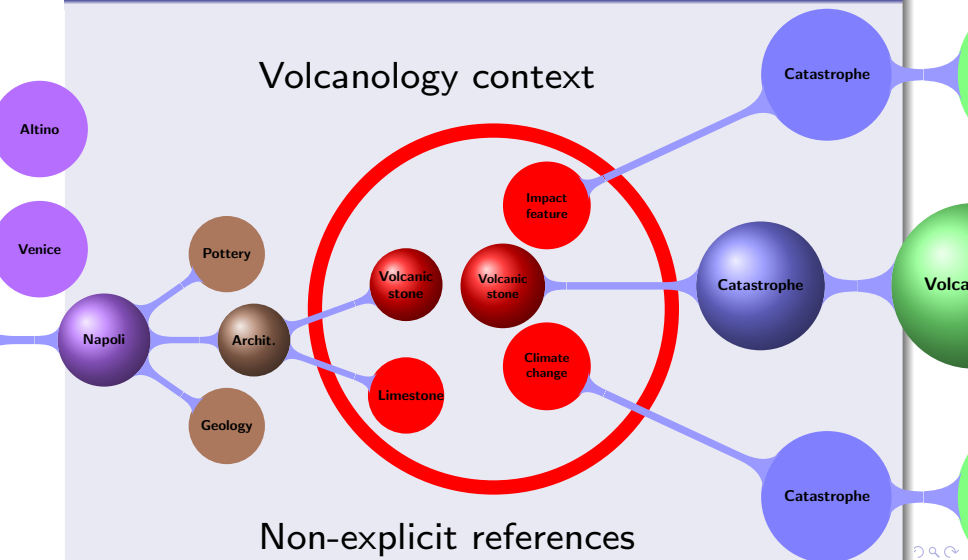 Volcanology context
Catastrophe
Altino
Impact
feature
Venice
Pottery
Volcanic
stone
Volcanic
stone
Catastrophe
Napoli
Archit.
Climate
change
Limestone
Geology
Catastrophe
Non-explicit references